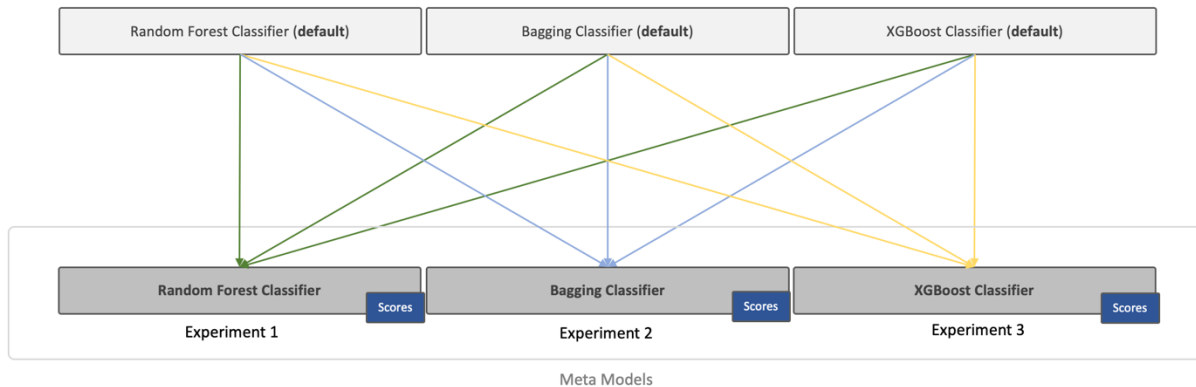 Random Forest Classifier (default)
Bagging Classifier (default)
XGBoost Classifier (default)
Random Forest Classifier
Scores
Bagging Classifier
Scores
XGBoost Classifier
Scores
Experiment 1
Experiment 2
Experiment 3
Meta Models